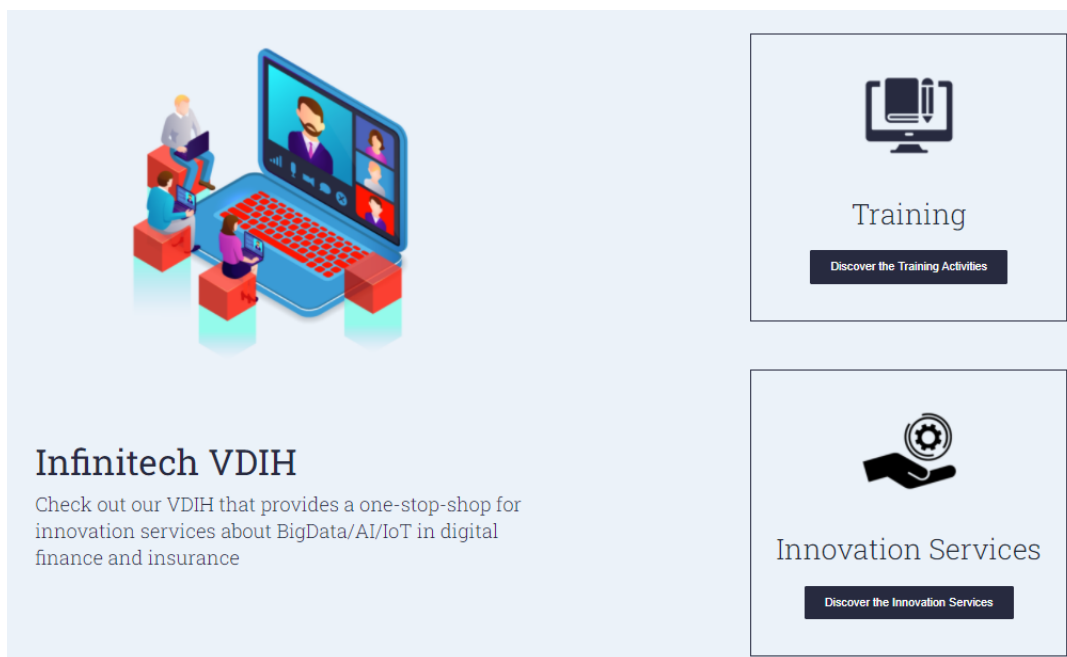 Infinitech VDIH
Check out our VDIH that provides a one-stop-shop for
innovation services about BigData/AI/IoT in digital
finance and insurance
Training
Discover the Training Activities
Innovation Services
Discover the Innovation Services